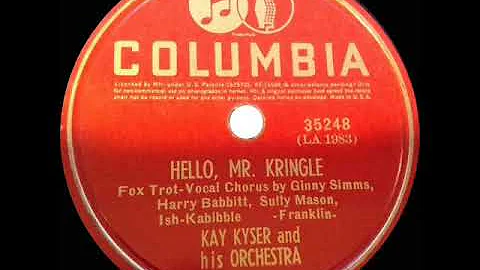 COLUMBIA
35248
(LA 1983)
HELLO, MR. KRINGLE
Fox Trot-Vocal Chorus by Ginny Simms,
Harry Babbitt, Sully Mason,
Ish-Kabibble -Franklin-
KAY KYSER and
his ORCHESTRA